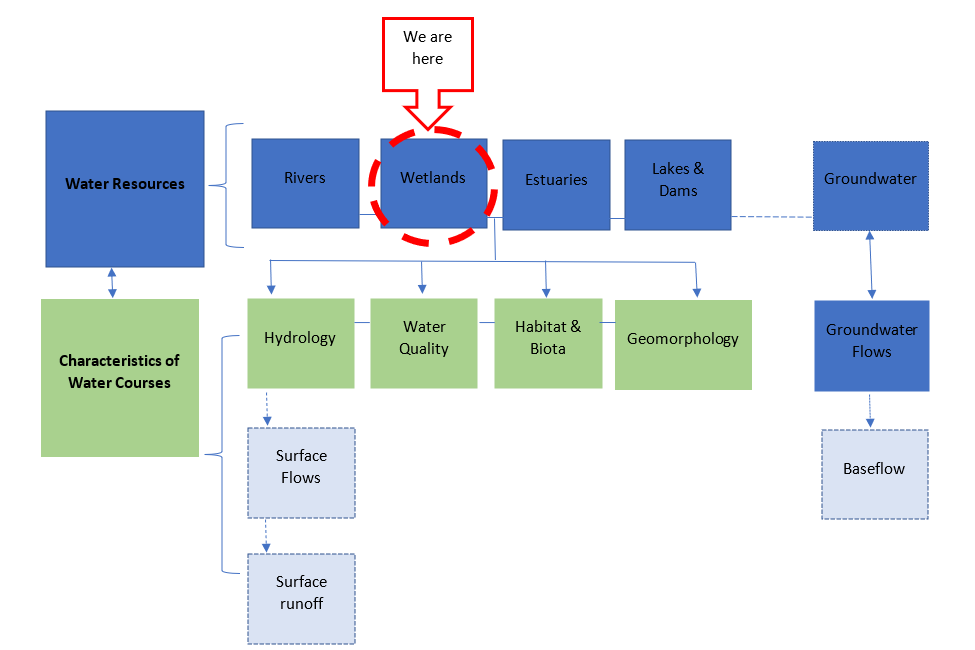 We are
here
Water Resources
Rivers
Wetlands
Estuaries
Lakes &
Dams
Groundwater
Characteristics of
Water Courses
Hydrology
Water
Quality
Habitat &
Biota
Geomorphology
Groundwater
Flows
Surface
Flows
Baseflow
Surface
runoff